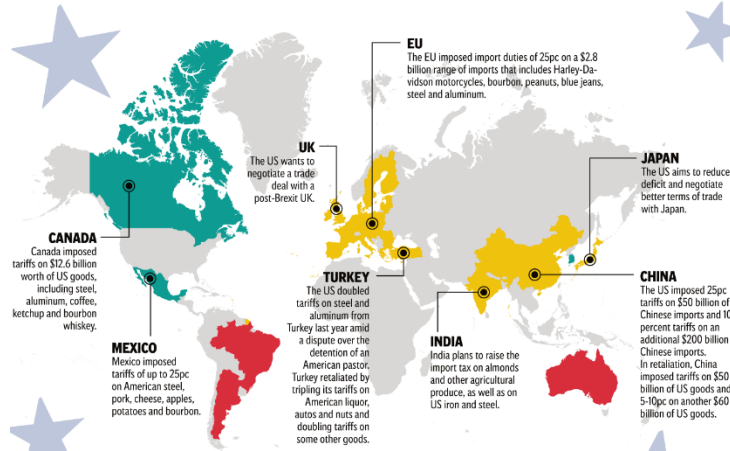 EU
The EU imposed import duties of 25pc on a $2.8
billion range of imports that includes Harley-Da-
vidson motorcycles, bourbon, peanuts, blue jeans,
steel and aluminum.
UK
The US wants to
negotiate a trade
deal with a
post-Brexit UK.
JAPAN
The US aims to reduce
deficit and negotiate
better terms of trade
with Japan.
CANADA
Canada imposed
tariffs on $12.6 billion
worth of US goods,
including steel,
aluminum, coffee,
ketchup and bourbon
whiskey.
MEXICO
Mexico imposed
tariffs of up to 25pc
on American steel,
pork, cheese, apples,
potatoes and bourbon.
TURKEY
The US doubled
tariffs on steel and
aluminum from
Turkey last year amid
a dispute over the
detention of an
American pastor.
Turkey retaliated by
tripling its tariffs on
American liquor,
autos and nuts and
doubling tariffs on
some other goods.
INDIA
India plans to raise the
import tax on almonds
and other agricultural
produce, as well as on
US iron and steel.
CHINA
The US imposed 25pc
tariffs on $50 billion of
Chinese imports and 10
percent tariffs on an
additional $200 billion
Chinese imports.
In retaliation, China
imposed tariffs on $50
billion of US goods and
5-10pc on another $60
billion of US goods.